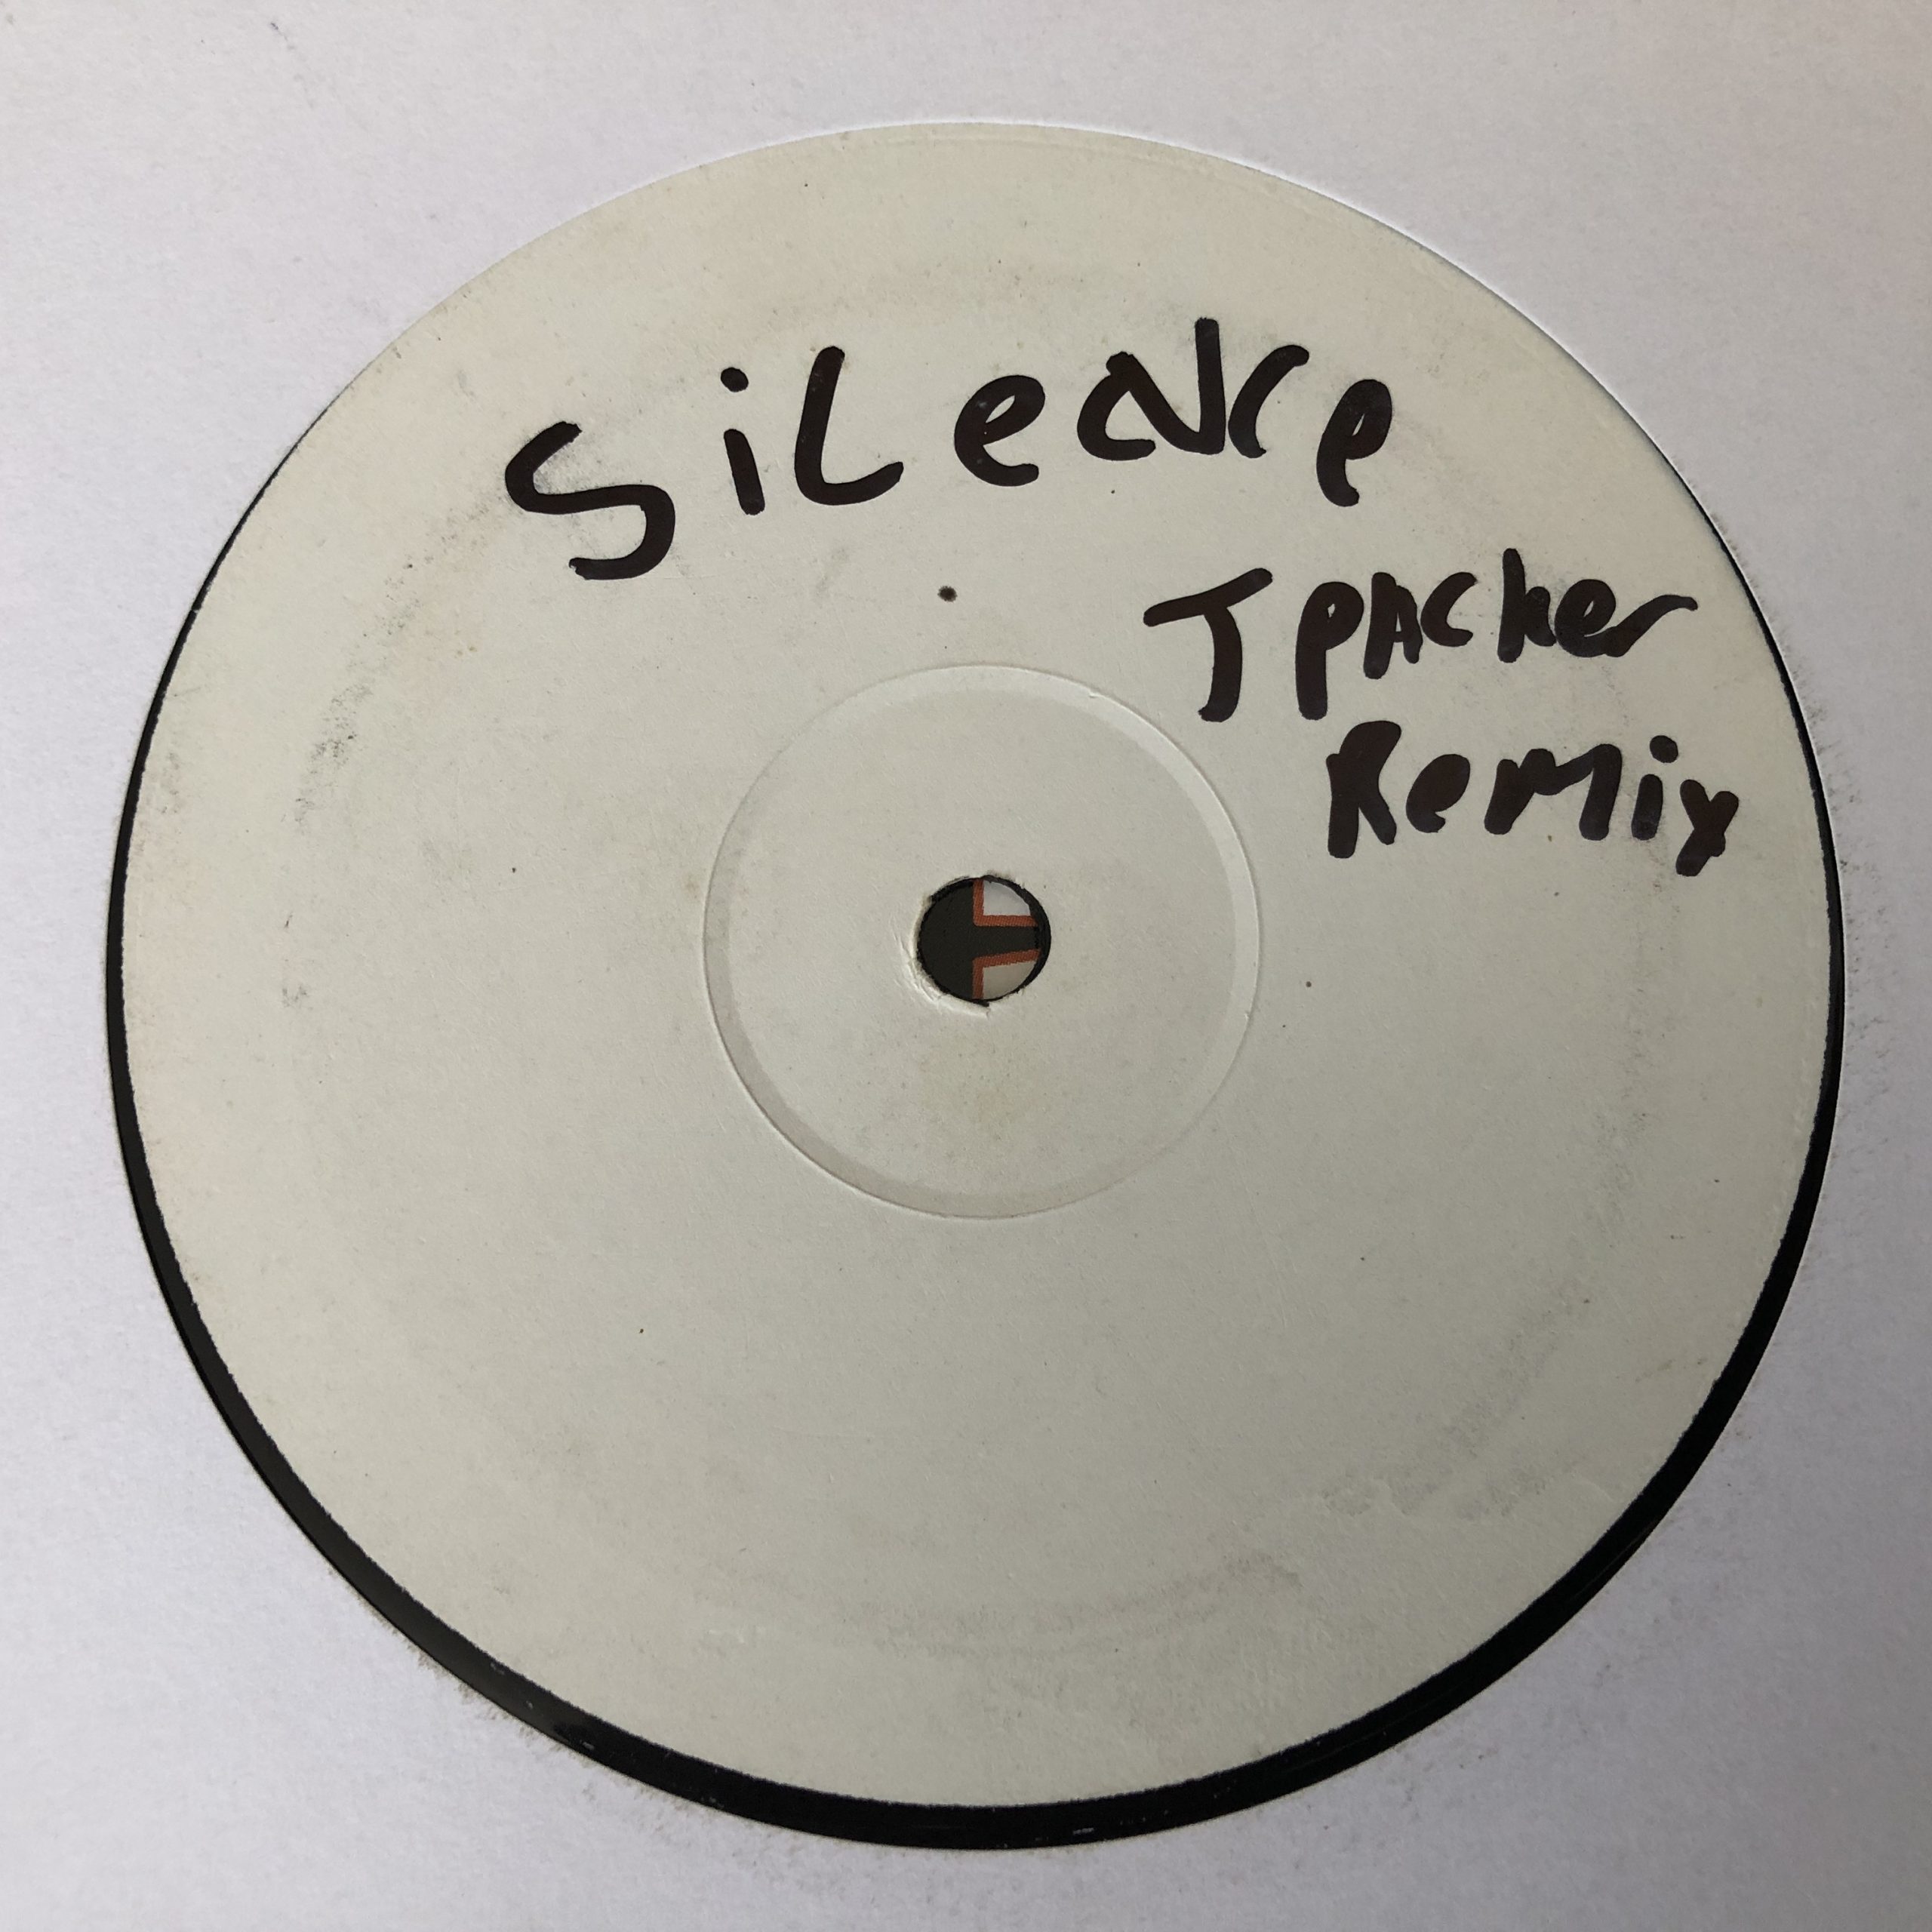 SiLeNce
T PAcker
Remix